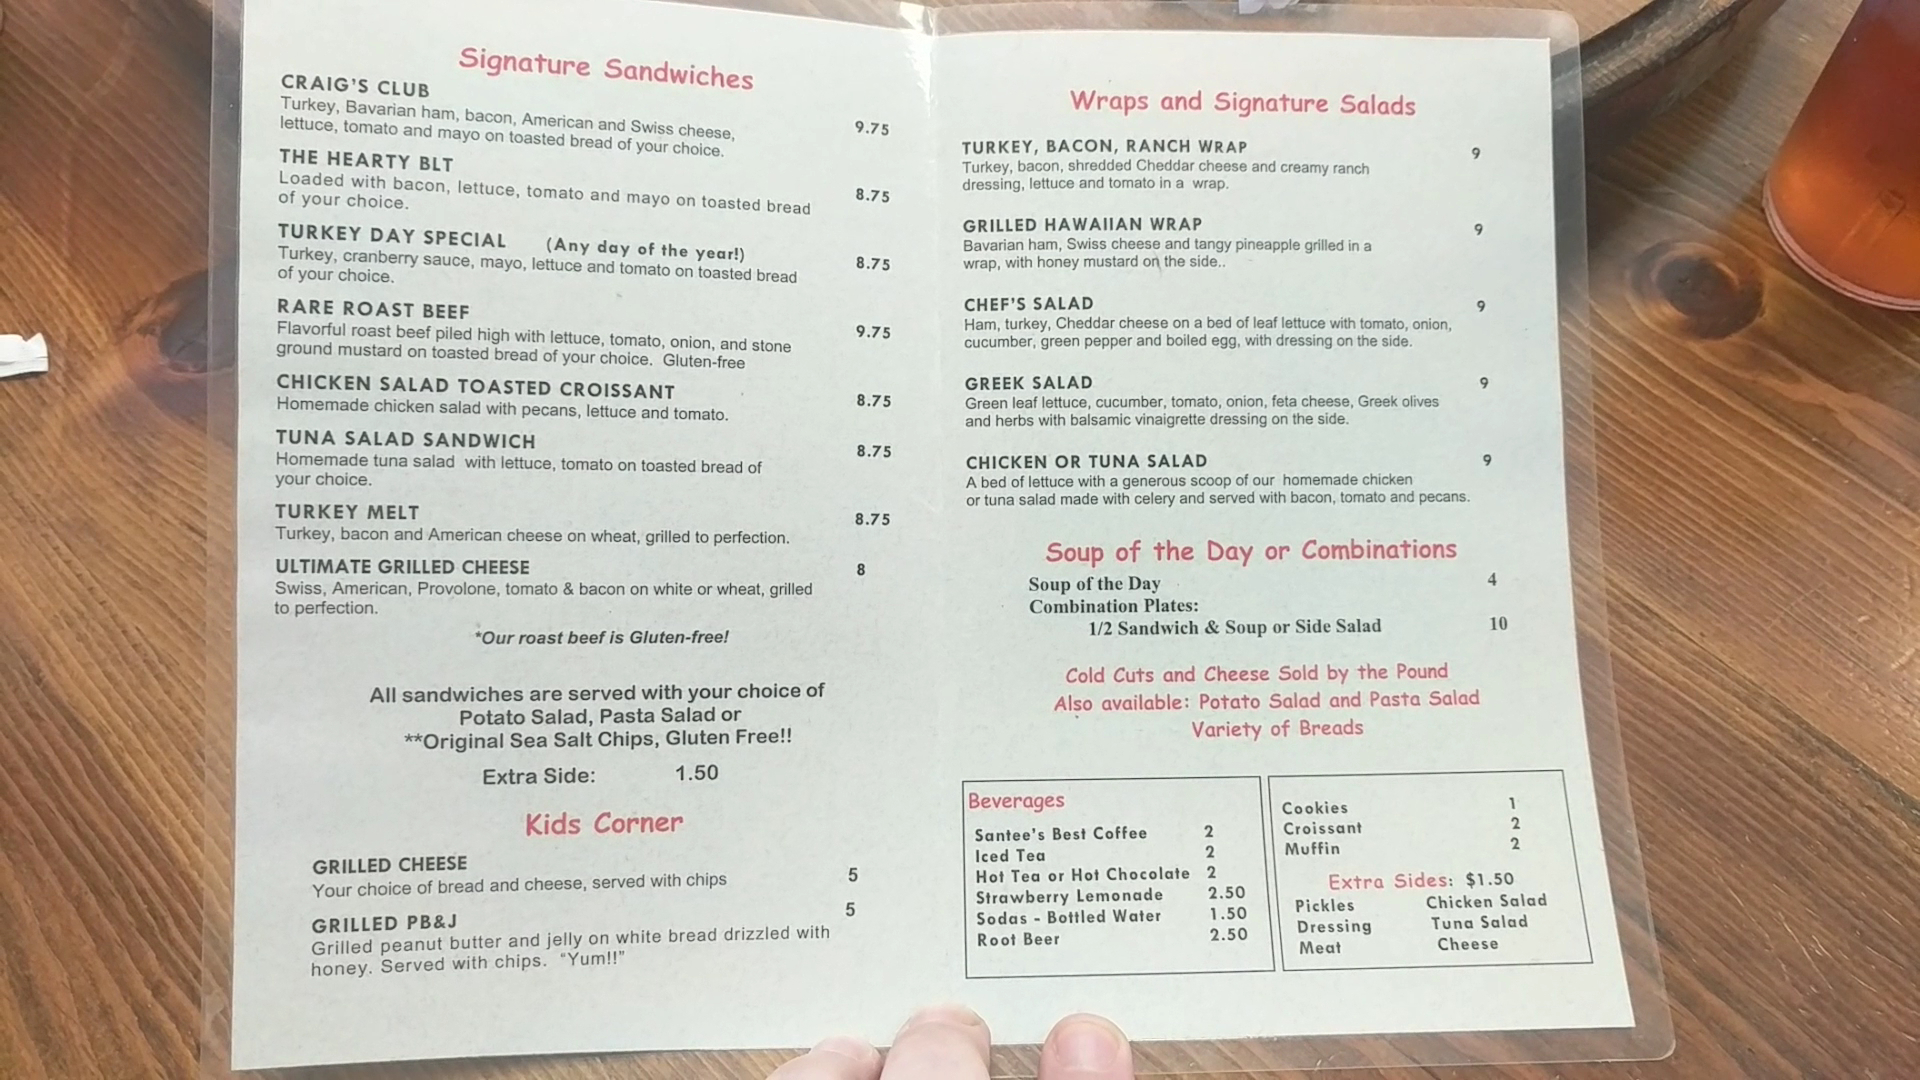 Signature Sandwiches
CRAIG'S CLUB
Turkey, Bavarian ham, bacon, American and Swiss cheese,
lettuce, tomato and mayo on toasted bread of your choice.
9.75
THE HEARTY BLT
Loaded with bacon, lettuce, tomato and mayo on toasted bread
of your choice.
8.75
TURKEY DAY SPECIAL (Any day of the year!)
Turkey, cranberry sauce, mayo, lettuce and tomato on toasted bread
of your choice.
8.75
RARE ROAST BEEF
Flavorful roast beef piled high with lettuce, tomato, onion, and stone
ground mustard on toasted bread of your choice. Gluten-free
9.75
CHICKEN SALAD TOASTED CROISSANT
Homemade chicken salad with pecans, lettuce and tomato.
8.75
TUNA SALAD SANDWICH
Homemade tuna salad with lettuce, tomato on toasted bread of
your choice.
8.75
TURKEY MELT
Turkey, bacon and American cheese on wheat, grilled to perfection.
8.75
ULTIMATE GRILLED CHEESE
Swiss, American, Provolone, tomato & bacon on white or wheat, grilled
to perfection.
8
*Our roast beef is Gluten-free!
All sandwiches are served with your choice of
Potato Salad, Pasta Salad or
**Original Sea Salt Chips, Gluten Free!!
Extra Side: 1.50
Kids Corner
GRILLED CHEESE
Your choice of bread and cheese, served with chips
5
GRILLED PB&J
Grilled peanut butter and jelly on white bread drizzled with
honey. Served with chips. "Yum!!"
5
Wraps and Signature Salads
TURKEY, BACON, RANCH WRAP
Turkey, bacon, shredded Cheddar cheese and creamy ranch
dressing, lettuce and tomato in a wrap.
9
GRILLED HAWAIIAN WRAP
Bavarian ham, Swiss cheese and tangy pineapple grilled in a
wrap, with honey mustard on the side..
9
CHEF'S SALAD
Ham, turkey, Cheddar cheese on a bed of leaf lettuce with tomato, onion,
cucumber, green pepper and boiled egg, with dressing on the side.
9
GREEK SALAD
Green leaf lettuce, cucumber, tomato, onion, feta cheese, Greek olives
and herbs with balsamic vinaigrette dressing on the side.
9
CHICKEN OR TUNA SALAD
A bed of lettuce with a generous scoop of our homemade chicken
or tuna salad made with celery and served with bacon, tomato and pecans.
9
Soup of the Day or Combinations
Soup of the Day 4
Combination Plates:
1/2 Sandwich & Soup or Side Salad 10
Cold Cuts and Cheese Sold by the Pound
Also available: Potato Salad and Pasta Salad
Variety of Breads
Beverages
Santee's Best Coffee 2
Iced Tea 2
Hot Tea or Hot Chocolate 2
Strawberry Lemonade 2.50
Sodas - Bottled Water 1.50
Root Beer 2.50
Cookies 1
Croissant 2
Muffin 2
Extra Sides: $1.50
Pickles Chicken Salad
Dressing Tuna Salad
Meat Cheese